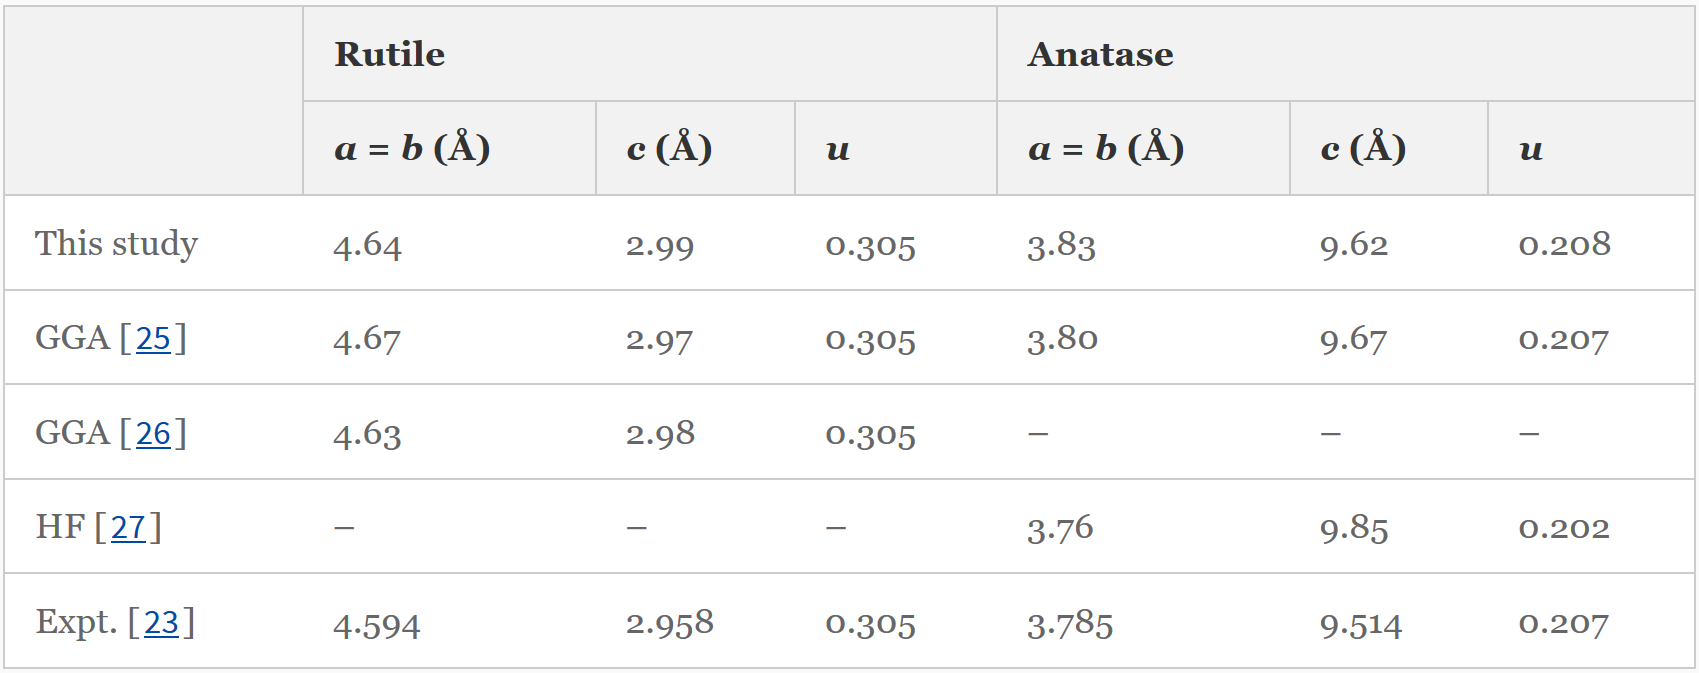 Rutile Anatase
a = b (Å) c (Å) u a = b (Å) c (Å) u
This study 4.64 2.99 0.305 3.83 9.62 0.208
GGA [25] 4.67 2.97 0.305 3.80 9.67 0.207
GGA [26] 4.63 2.98 0.305 – – –
HF [27] – – – 3.76 9.85 0.202
Expt. [23] 4.594 2.958 0.305 3.785 9.514 0.207